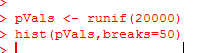 >
> pVals <- runif(20000)
> hist(pVals,breaks=50)
>